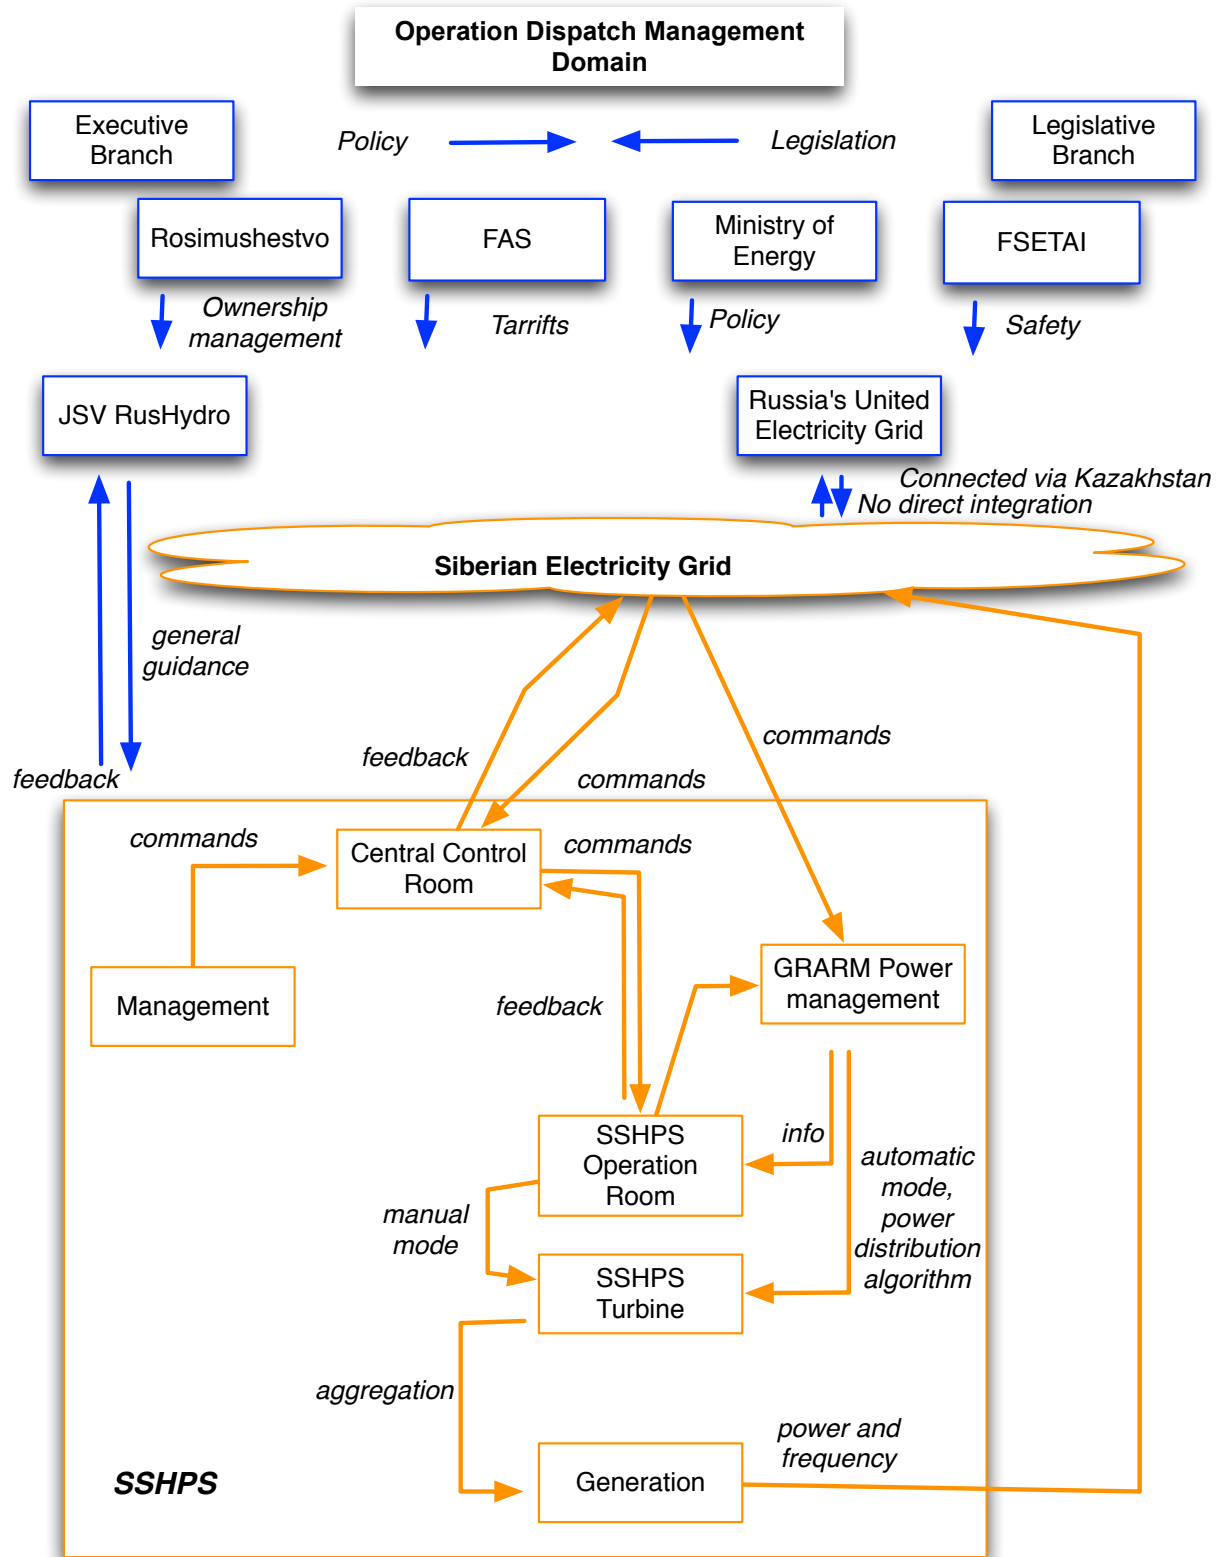 Operation Dispatch Management
Domain
Executive
Branch
Policy
Legislation
Legislative
Branch
Rosimushestvo
FAS
Ministry of
Energy
FSETAI
Ownership
management
Tarrifts
Policy
Safety
JSV RusHydro
Russia's United
Electricity Grid
Connected via Kazakhstan
No direct integration
Siberian Electricity Grid
general
guidance
feedback
feedback
commands
commands
commands
Central Control
Room
commands
Management
feedback
GRARM Power
management
SSHPS
Operation
Room
info
automatic
mode,
power
distribution
algorithm
manual
mode
SSHPS
Turbine
aggregation
power and
frequency
Generation
SSHPS